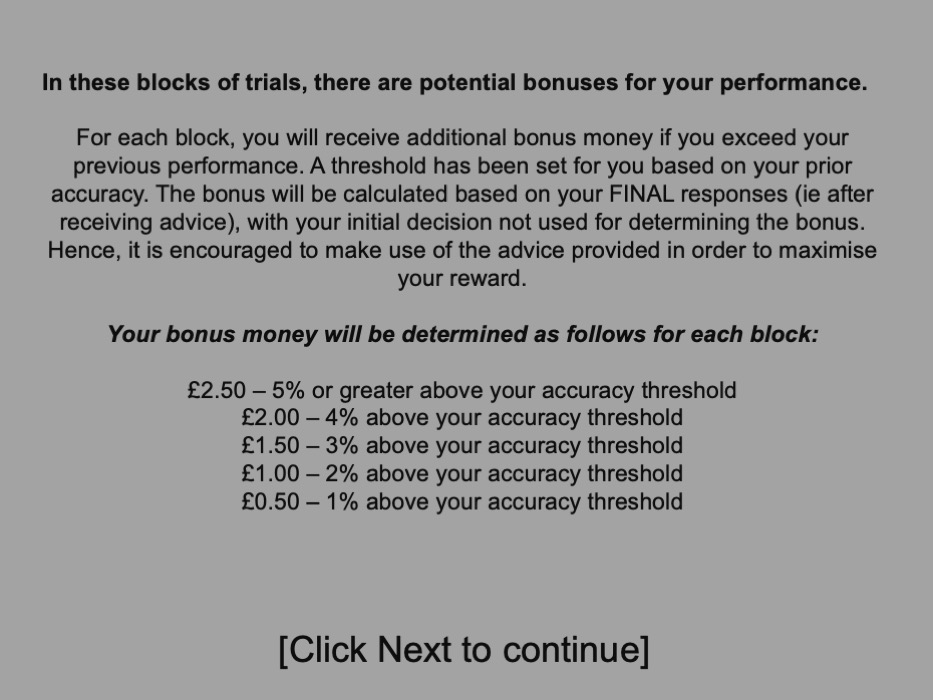 In these blocks of trials, there are potential bonuses for your performance.
For each block, you will receive additional bonus money if you exceed your
previous performance. A threshold has been set for you based on your prior
accuracy. The bonus will be calculated based on your FINAL responses (ie after
receiving advice), with your initial decision not used for determining the bonus.
Hence, it is encouraged to make use of the advice provided in order to maximise
your reward.
Your bonus money will be determined as follows for each block:
£2.50 – 5% or greater above your accuracy threshold
£2.00 – 4% above your accuracy threshold
£1.50 – 3% above your accuracy threshold
£1.00 – 2% above your accuracy threshold
£0.50 – 1% above your accuracy threshold
[Click Next to continue]